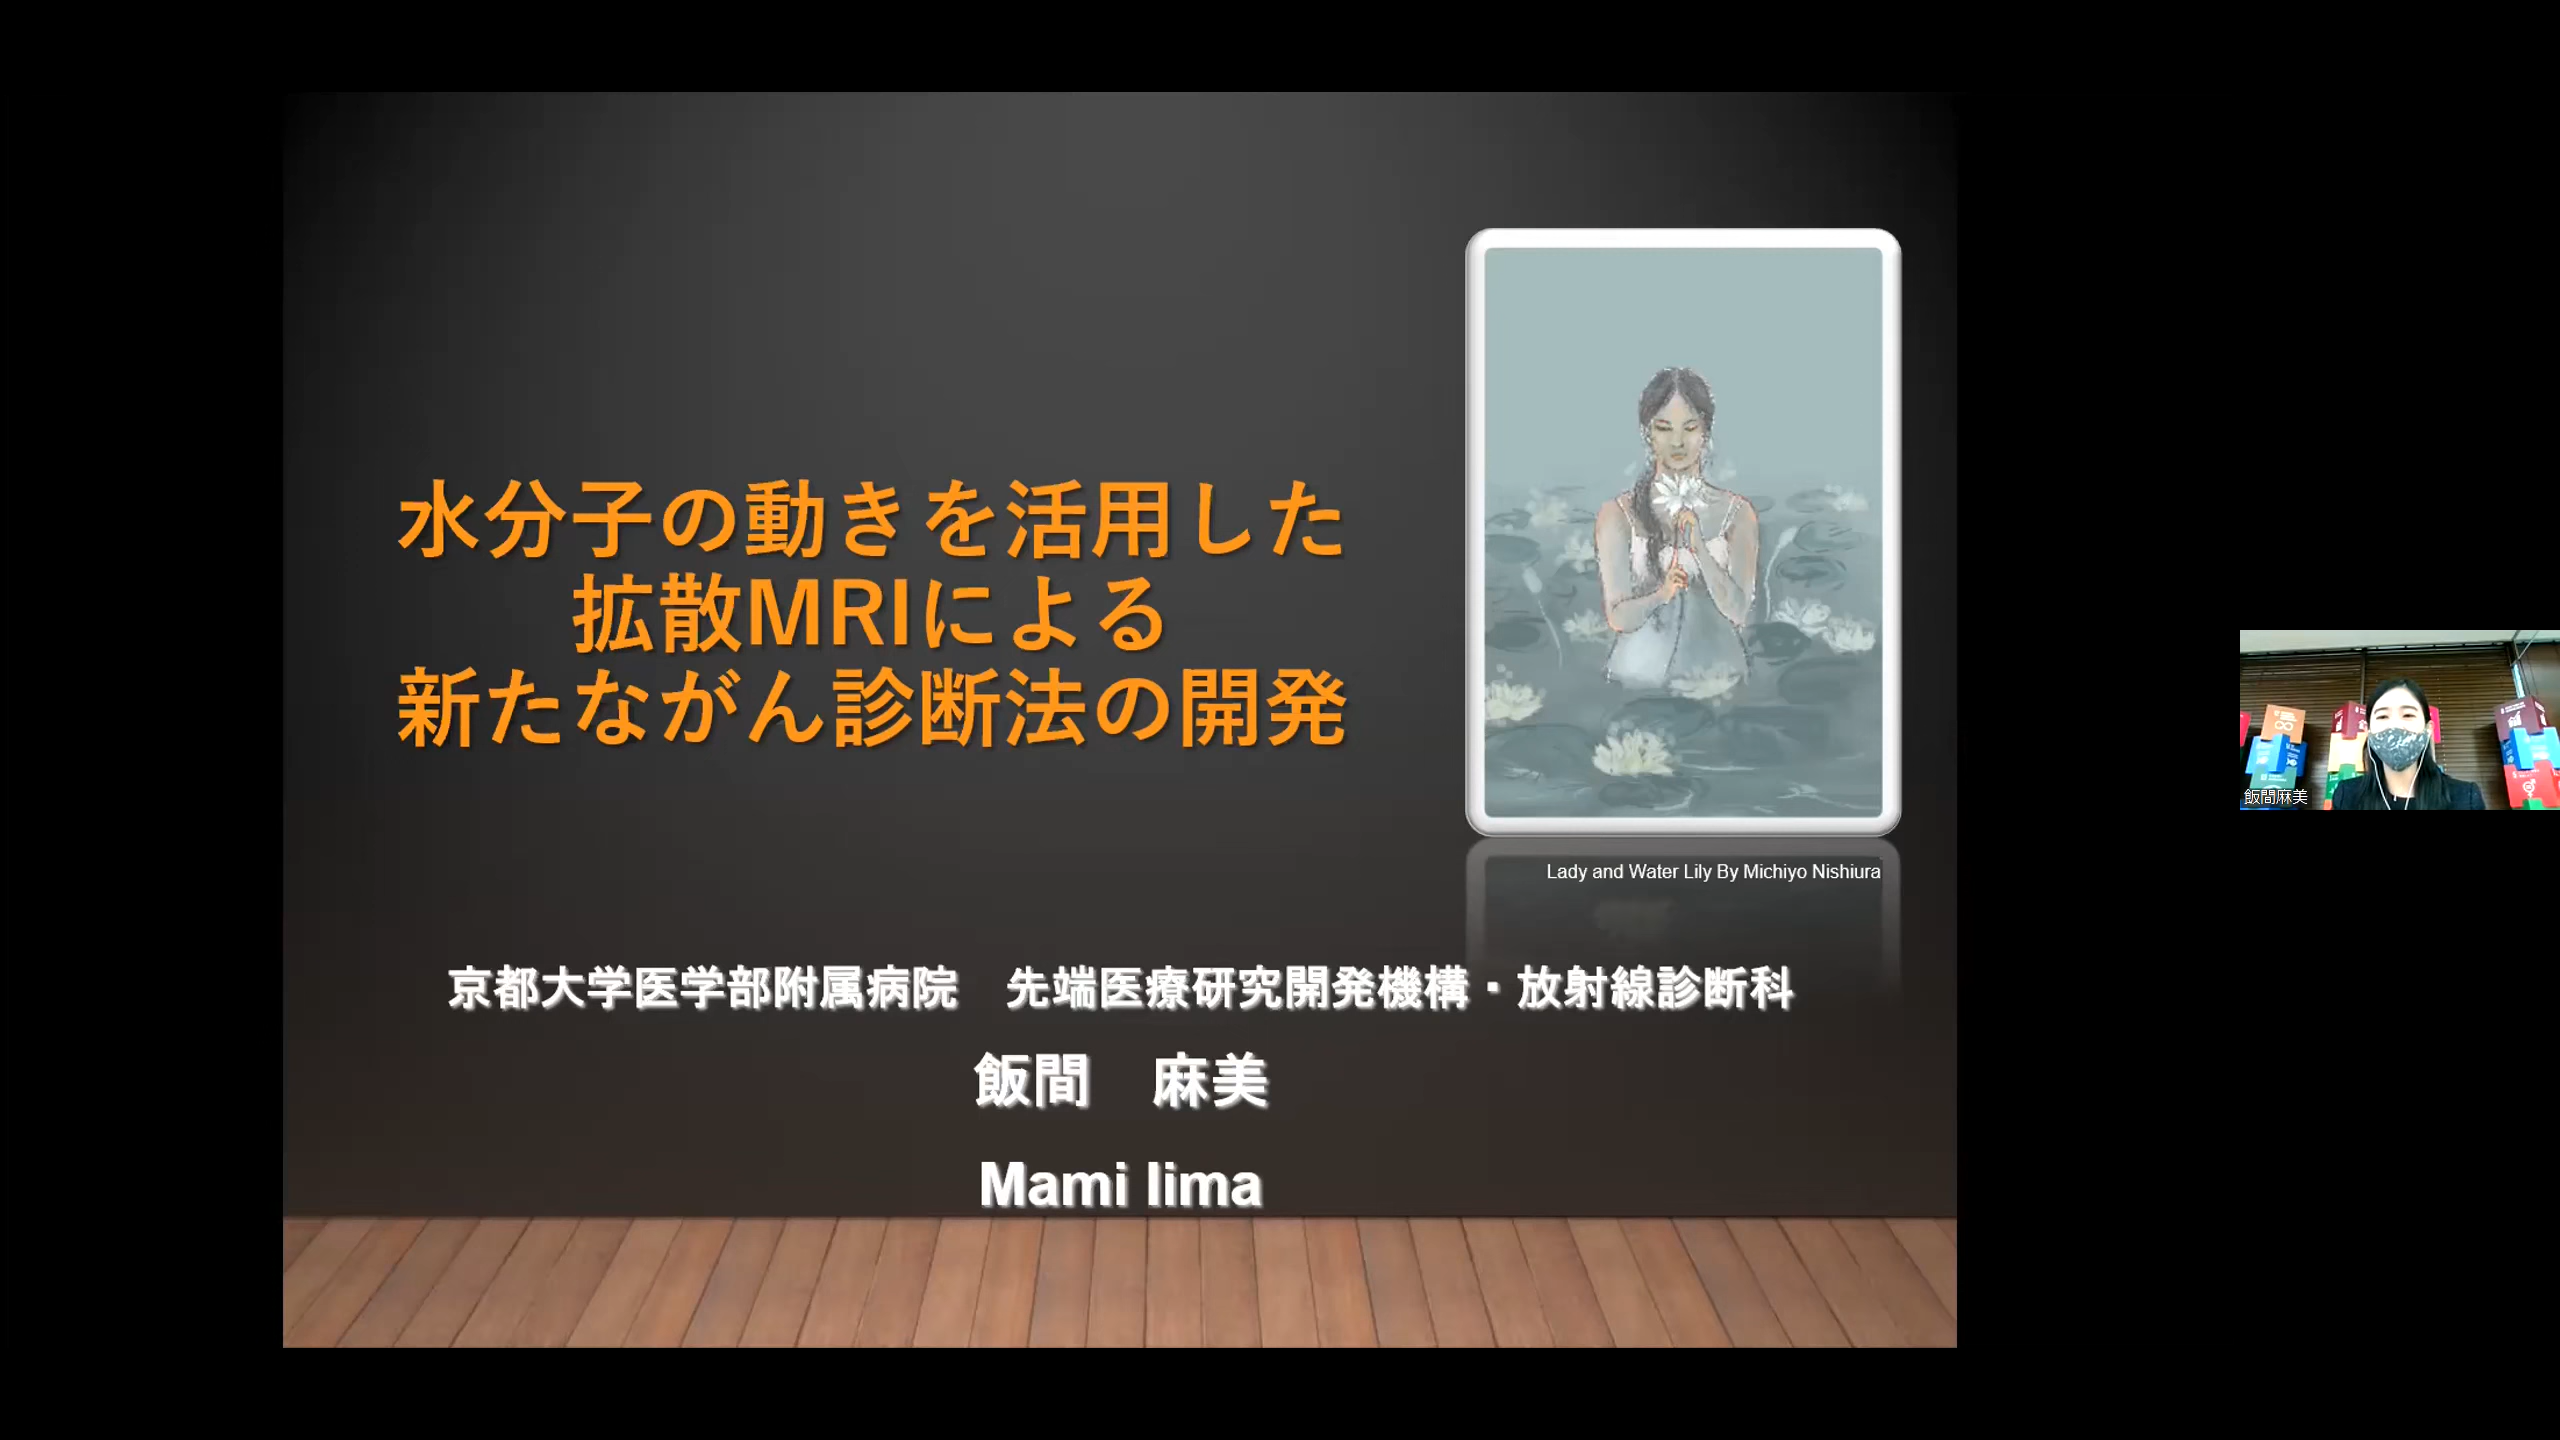 水分子の動きを活用した
拡散MRIによる
新たながん診断法の開発
Lady and Water Lily By Michiyo Nishiura
京都大学医学部附属病院　先端医療研究開発機構・放射線診断科
飯間　麻美
Mami Iima
飯間麻美